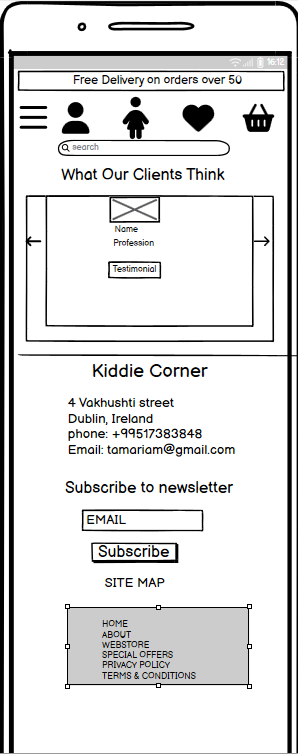 16:12
Free Delivery on orders over 50
search
What Our Clients Think
Name
Profession
Testimonial
Kiddie Corner
4 Vakhushti street
Dublin, Ireland
phone: +99517383848
Email: tamariam@gmail.com
Subscribe to newsletter
EMAIL
Subscribe
SITE MAP
HOME
ABOUT
WEBSTORE
SPECIAL OFFERS
PRIVACY POLICY
TERMS & CONDITIONS